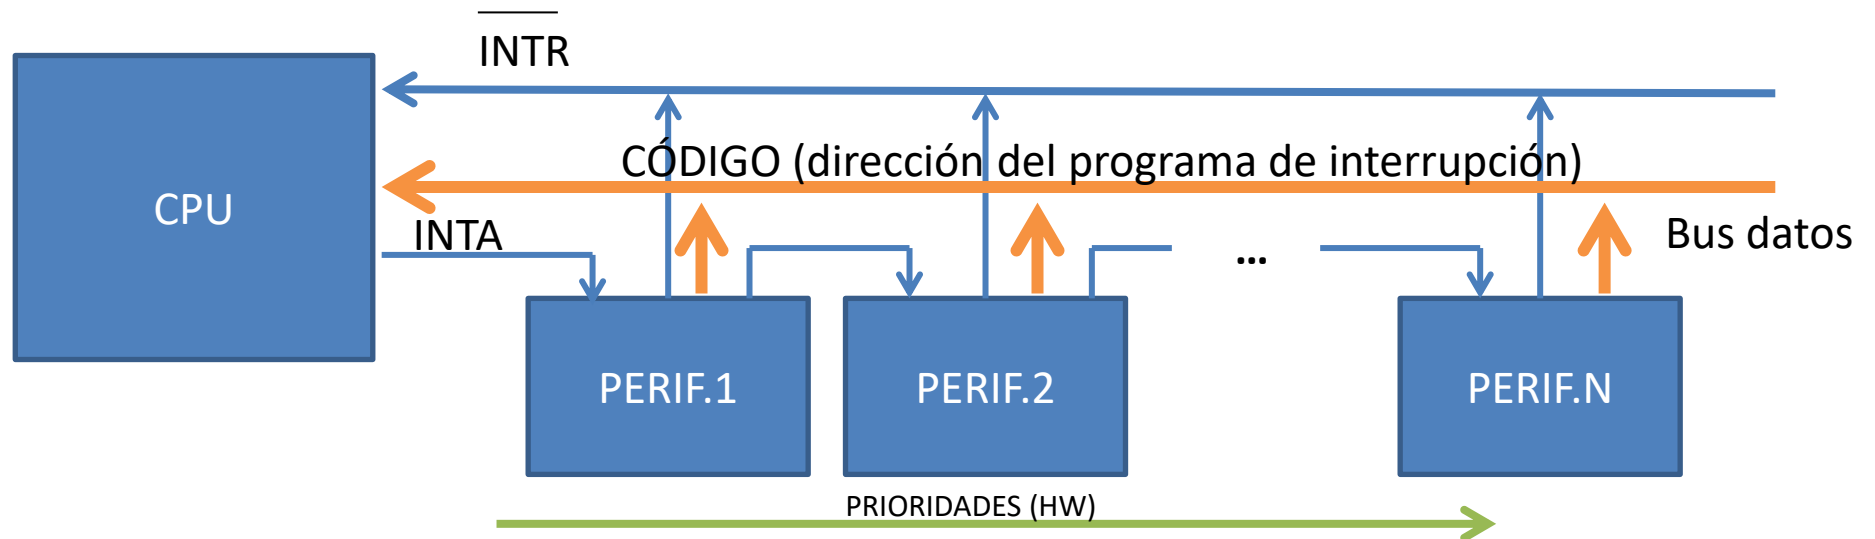 INTR
CÓDIGO (dirección del programa de interrupción)
CPU
INTA
Bus datos
...
PERIF.1
PERIF.2
PERIF.N
PRIORIDADES (HW)